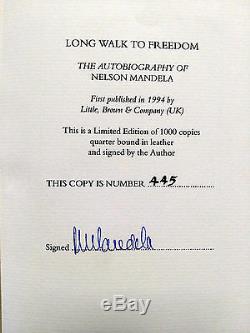 LONG WALK TO FREEDOM
THE AUTOBIOGRAPHY OF
NELSON MANDELA
First published in 1994 by
Little, Brown & Company (UK)
This is a Limited Edition of 1000 copies
quarter bound in leather
and signed by the Author
THIS COPY IS NUMBER 445
Signed NMandela